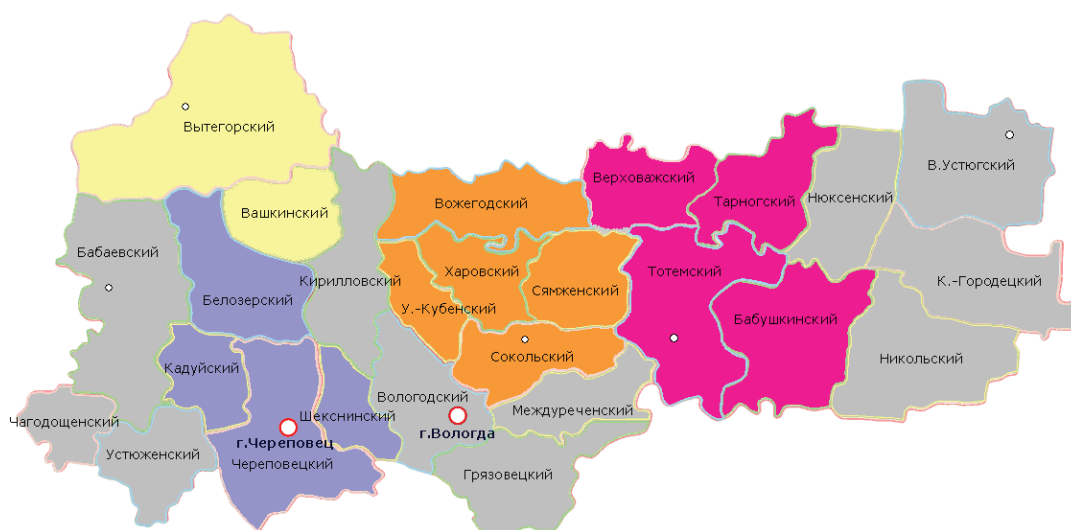 Вытегорский
В.Устюгский
Верховажский
Тарногский
Нюксенский
Вашкинский
Вожегодский
Бабаевский
Харовский
Тотемский
Кирилловский
Сямженский
К.-Городецкий
Белозерский
У.-Кубенский
Бабушкинский
Сокольский
Никольский
Кадуйский
Вологодский
Междуреченский
Чагодощенский
Шекснинский
г.Череповец
г.Вологда
Устюженский
Череповецкий
Грязовецкий